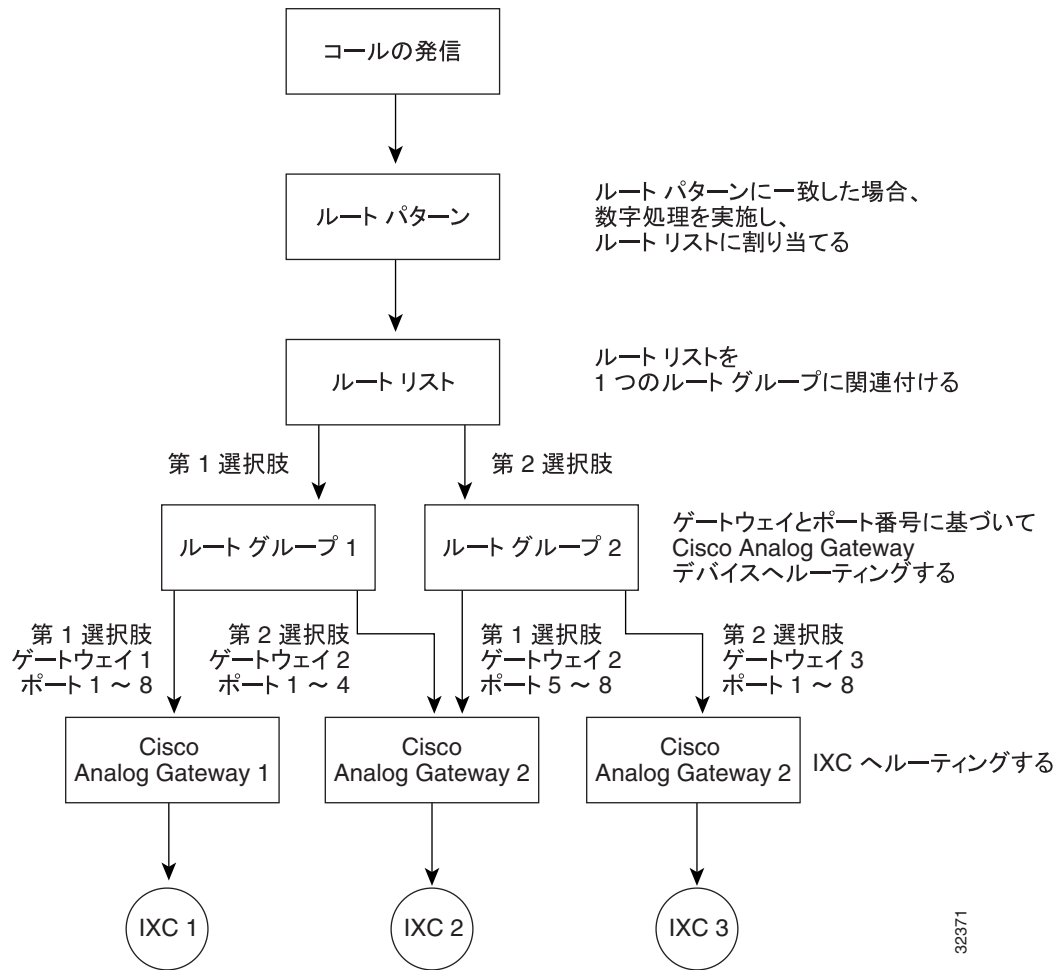 コールの発信
ルート パターン
ルート パターンに一致した場合、
数字処理を実施し、
ルート リストに割り当てる
ルート リスト
ルート リストを
1 つのルート グループに関連付ける
第 1 選択肢
第 2 選択肢
ルート グループ 1
ルート グループ 2
ゲートウェイとポート番号に基づいて
Cisco Analog Gateway
デバイスへルーティングする
第 1 選択肢
ゲートウェイ 1
ポート 1 ～ 8
第 2 選択肢
ゲートウェイ 2
ポート 1 ～ 4
第 1 選択肢
ゲートウェイ 2
ポート 5 ～ 8
第 2 選択肢
ゲートウェイ 3
ポート 1 ～ 8
Cisco
Analog Gateway 1
Cisco
Analog Gateway 2
Cisco
Analog Gateway 2
IXC へルーティングする
IXC 1
IXC 2
IXC 3
32371